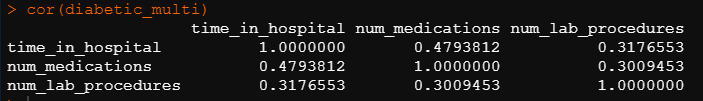 > cor(diabetic_multi)
                   time_in_hospital num_medications num_lab_procedures
time_in_hospital          1.0000000       0.4793812          0.3176553
num_medications           0.4793812       1.0000000          0.3009453
num_lab_procedures        0.3176553       0.3009453          1.0000000